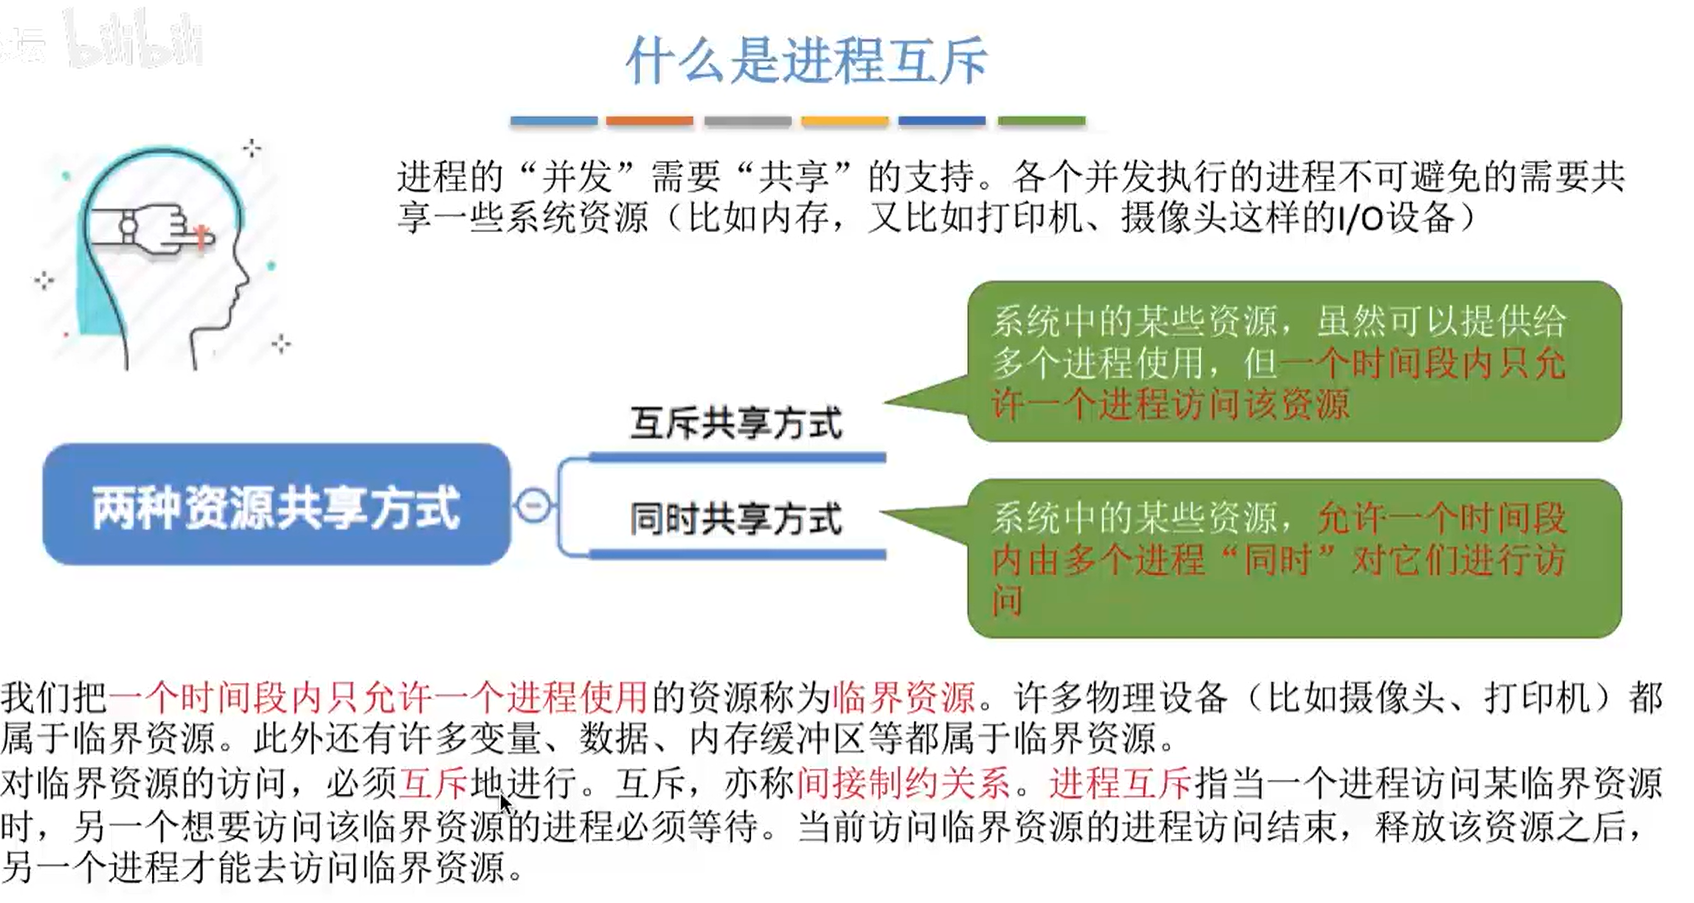 坛 bilibili
什么是进程互斥
进程的“并发”需要“共享”的支持。各个并发执行的进程不可避免的需要共
享一些系统资源（比如内存，又比如打印机、摄像头这样的I/O设备）
系统中的某些资源，虽然可以提供给
多个进程使用，但一个时间段内只允
许一个进程访问该资源
互斥共享方式
两种资源共享方式
同时共享方式
系统中的某些资源，允许一个时间段
内由多个进程“同时”对它们进行访
问
我们把一个时间段内只允许一个进程使用的资源称为临界资源。许多物理设备（比如摄像头、打印机）都
属于临界资源。此外还有许多变量、数据、内存缓冲区等都属于临界资源。
对临界资源的访问，必须互斥地进行。互斥，亦称间接制约关系。进程互斥指当一个进程访问某临界资源
时，另一个想要访问该临界资源的进程必须等待。当前访问临界资源的进程访问结束，释放该资源之后，
另一个进程才能去访问临界资源。